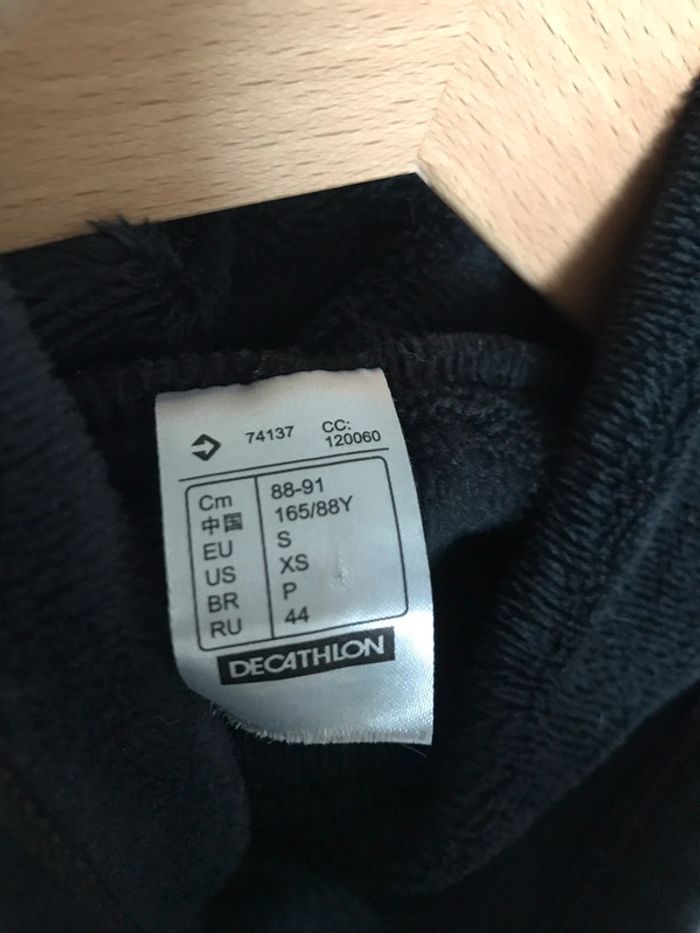 74137 CC:
120060
Cm 88-91
中国 165/88Y
EU S
US XS
BR P
RU 44
DECATHLON